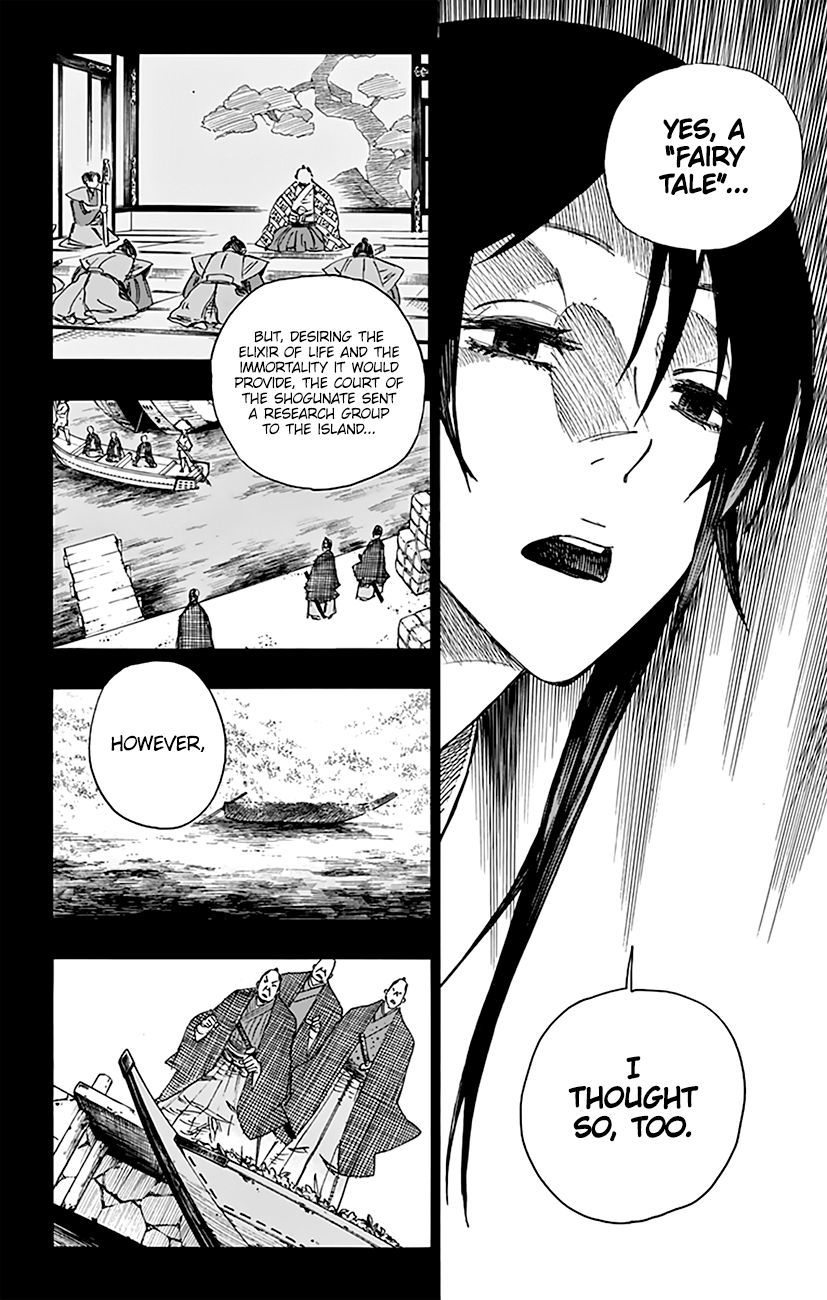 YES, A
"FAIRY
TALE"...
I
THOUGHT
SO, TOO.
BUT, DESIRING THE
ELIXIR OF LIFE AND THE
IMMORTALITY IT WOULD
PROVIDE, THE COURT OF
THE SHOGUNATE SENT
A RESEARCH GROUP
TO THE ISLAND...
HOWEVER,